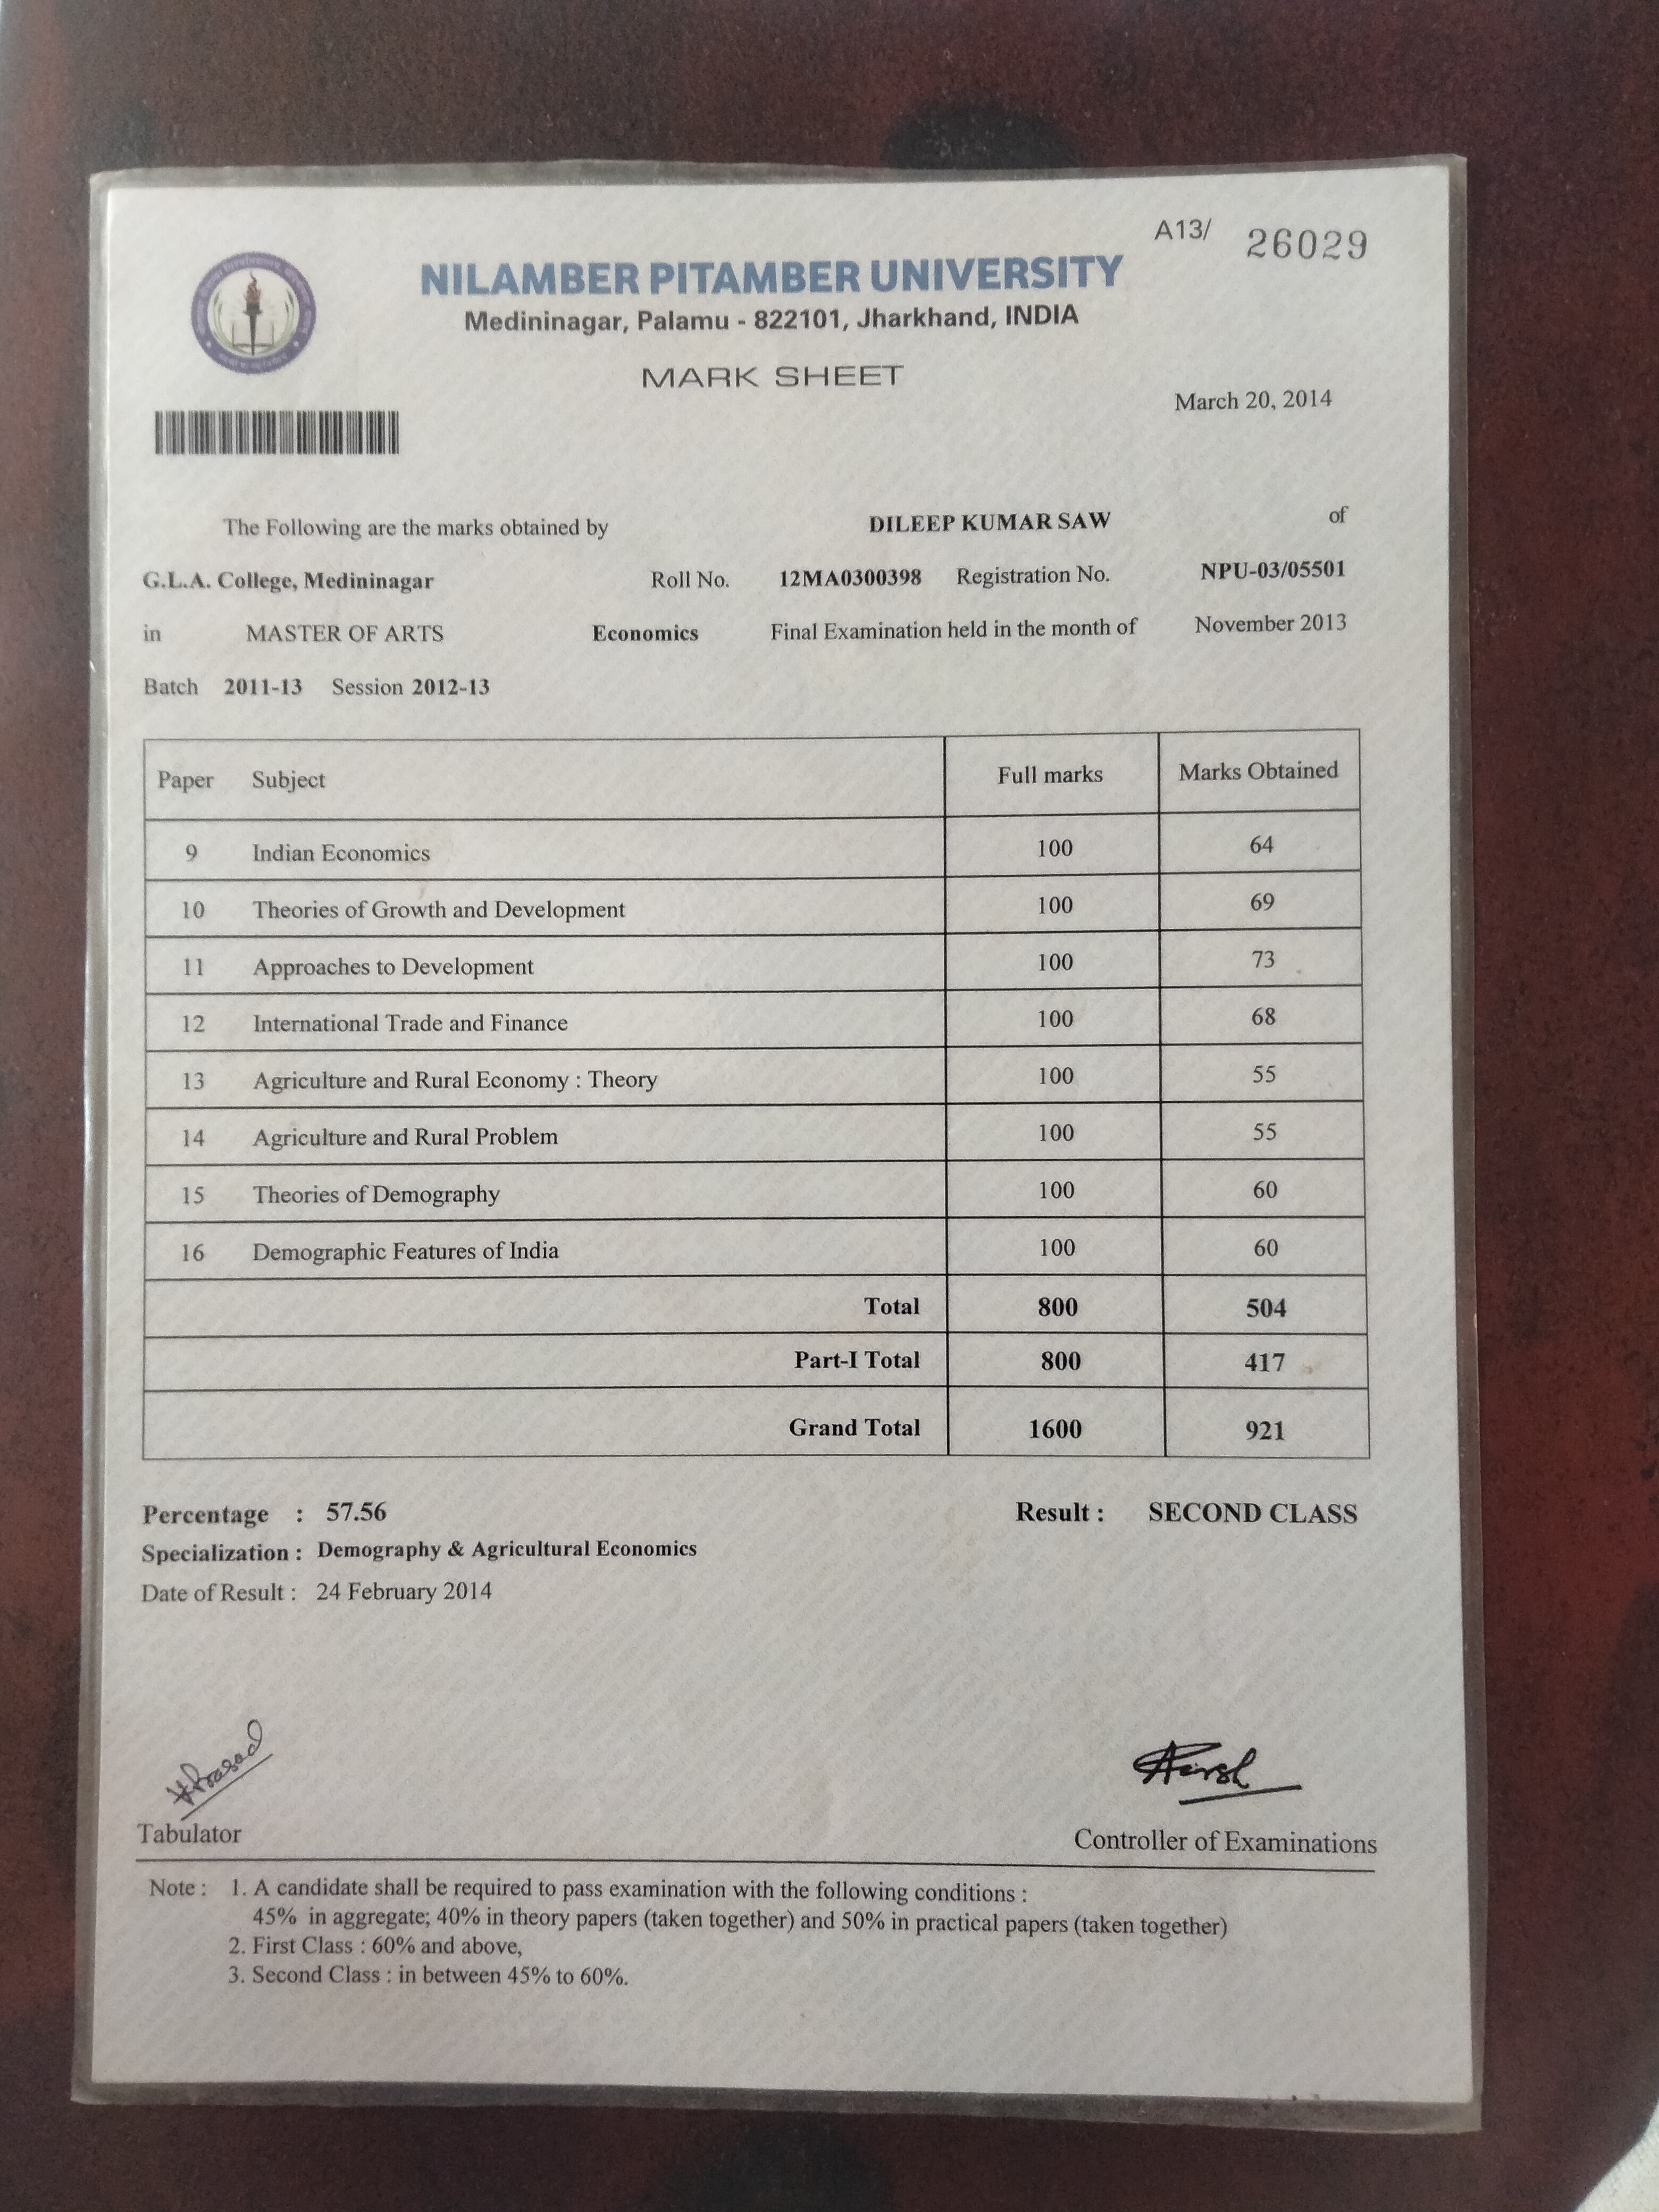 A13/ 26029
NILAMBER PITAMBER UNIVERSITY
Medininagar, Palamu - 822101, Jharkhand, INDIA
MARK SHEET
March 20, 2014
The Following are the marks obtained by DILEEP KUMAR SAW of
G.L.A. College, Medininagar Roll No. 12MA0300398 Registration No. NPU-03/05501
in MASTER OF ARTS Economics Final Examination held in the month of November 2013
Batch 2011-13 Session 2012-13
Paper Subject Full marks Marks Obtained
9 Indian Economics 100 64
10 Theories of Growth and Development 100 69
11 Approaches to Development 100 73
12 International Trade and Finance 100 68
13 Agriculture and Rural Economy : Theory 100 55
14 Agriculture and Rural Problem 100 55
15 Theories of Demography 100 60
16 Demographic Features of India 100 60
Total 800 504
Part-I Total 800 417
Grand Total 1600 921
Percentage : 57.56 Result : SECOND CLASS
Specialization : Demography & Agricultural Economics
Date of Result : 24 February 2014
Tabulator
Controller of Examinations
Note : 1. A candidate shall be required to pass examination with the following conditions :
45% in aggregate; 40% in theory papers (taken together) and 50% in practical papers (taken together)
2. First Class : 60% and above,
3. Second Class : in between 45% to 60%.